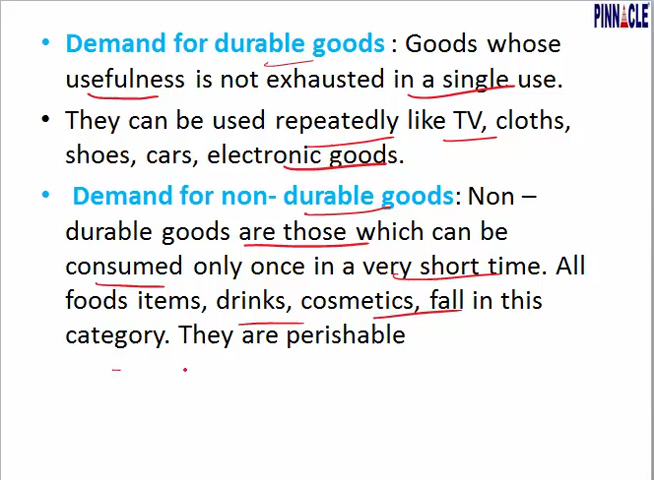 PINNACLE
• Demand for durable goods : Goods whose
usefulness is not exhausted in a single use.
• They can be used repeatedly like TV, cloths,
shoes, cars, electronic goods.
• Demand for non- durable goods: Non –
durable goods are those which can be
consumed only once in a very short time. All
foods items, drinks, cosmetics, fall in this
category. They are perishable